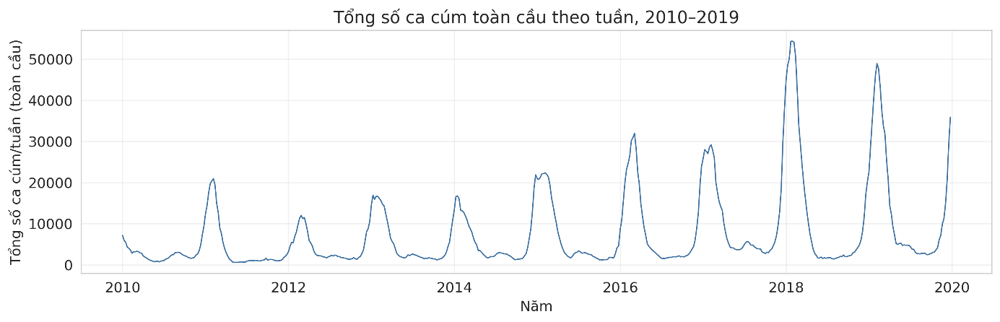 Tổng số ca cúm toàn cầu theo tuần, 2010–2019
Tổng số ca cúm/tuần (toàn cầu)
50000
40000
30000
20000
10000
0
2010 2012 2014 2016 2018 2020
Năm